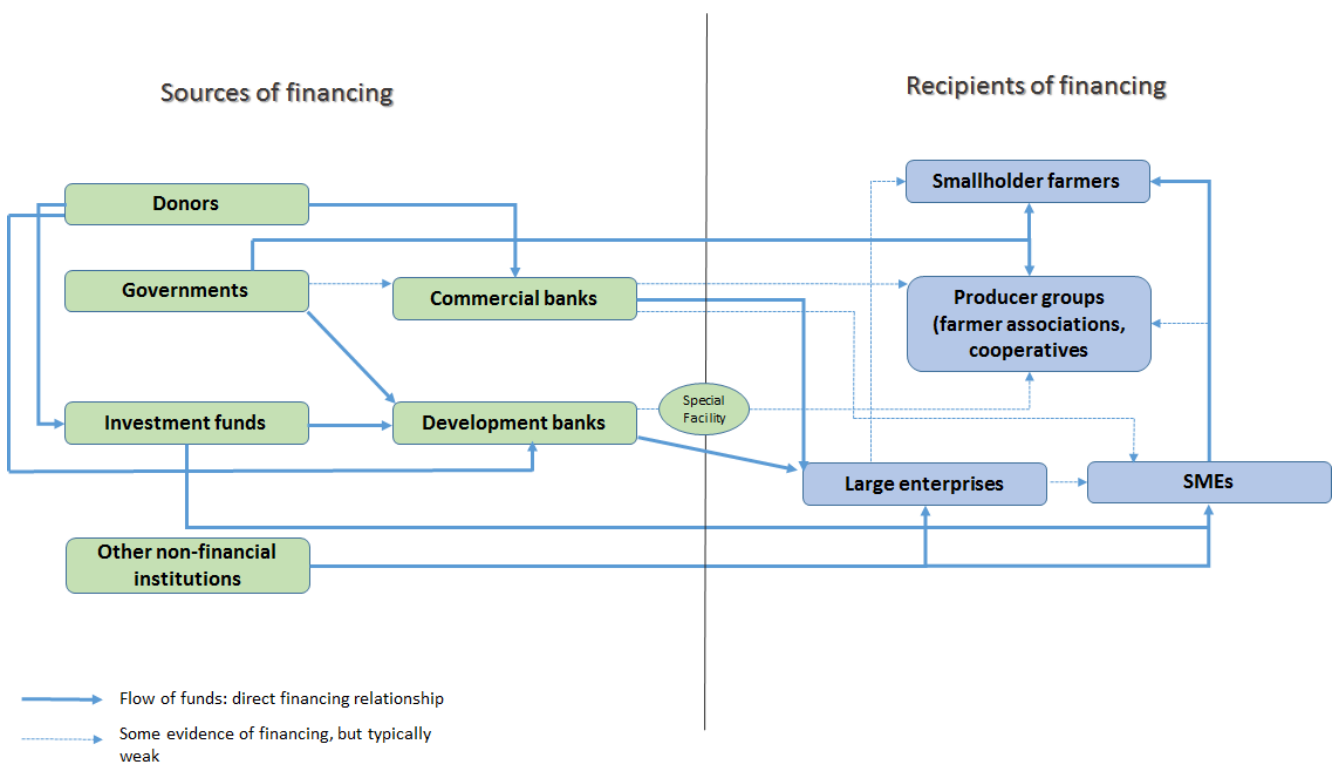 Sources of financing
Recipients of financing
Donors
Governments
Commercial banks
Investment funds
Development banks
Other non-financial
institutions
Special
Facility
Smallholder farmers
Producer groups
(farmer associations,
cooperatives
Large enterprises
SMEs
Flow of funds: direct financing relationship
Some evidence of financing, but typically
weak